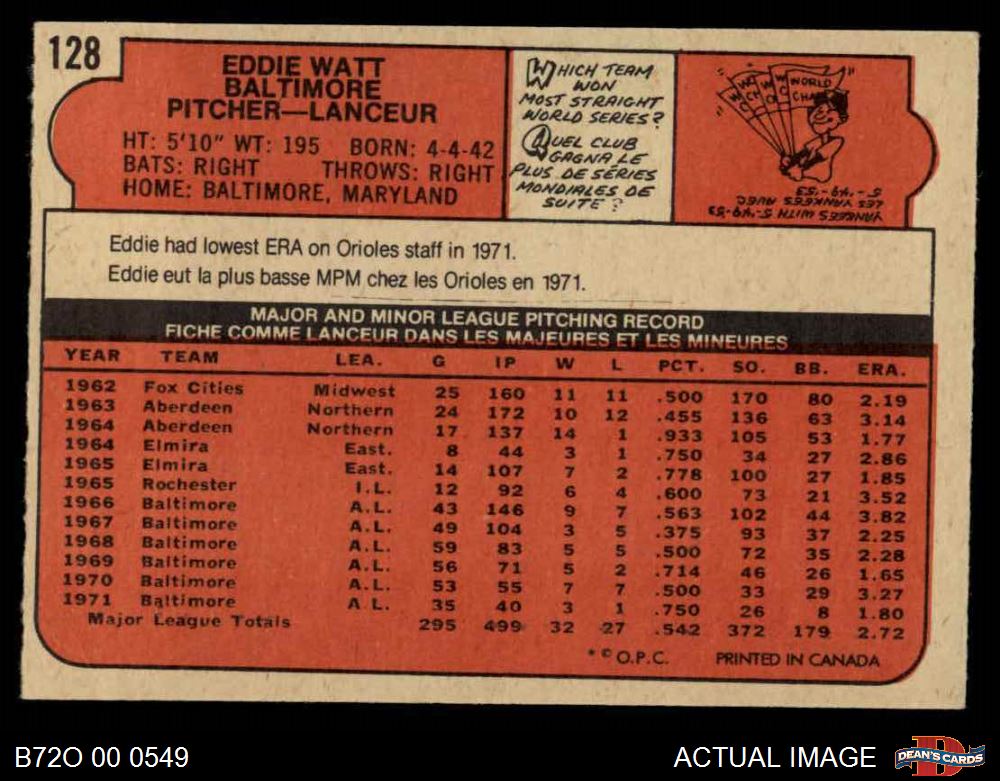 128
EDDIE WATT
BALTIMORE
PITCHER—LANCEUR
HT: 5'10" WT: 195 BORN: 4-4-42
BATS: RIGHT THROWS: RIGHT
HOME: BALTIMORE, MARYLAND
WHICH TEAM
WON
MOST STRAIGHT
WORLD SERIES?
QUEL CLUB
GAGNA LE
PLUS DE SÉRIES
MONDIALES DE
SUITE?
WORLD
CHA
YANKEES WITH 5-'49-53
LES YANKEES AVEC
5-'49-'53
Eddie had lowest ERA on Orioles staff in 1971.
Eddie eut la plus basse MPM chez les Orioles en 1971.
MAJOR AND MINOR LEAGUE PITCHING RECORD
FICHE COMME LANCEUR DANS LES MAJEURES ET LES MINEURES
YEAR TEAM LEA. G IP W L PCT. SO. BB. ERA.
1962 Fox Cities Midwest 25 160 11 11 .500 170 80 2.19
1963 Aberdeen Northern 24 172 10 12 .455 136 63 3.14
1964 Aberdeen Northern 17 137 14 1 .933 105 53 1.77
1964 Elmira East. 8 44 3 1 .750 34 27 2.86
1965 Elmira East. 14 107 7 2 .778 100 27 1.85
1965 Rochester I.L. 12 92 6 4 .600 73 21 3.52
1966 Baltimore A.L. 43 146 9 7 .563 102 44 3.82
1967 Baltimore A.L. 49 104 3 5 .375 93 37 2.25
1968 Baltimore A.L. 59 83 5 5 .500 72 35 2.28
1969 Baltimore A.L. 56 71 5 2 .714 46 26 1.65
1970 Baltimore A.L. 53 55 7 7 .500 33 29 3.27
1971 Baltimore A.L. 35 40 3 1 .750 26 8 1.80
Major League Totals 295 499 32 27 .542 372 179 2.72
* © O.P.C. PRINTED IN CANADA
B72O 00 0549
ACTUAL IMAGE
D
DEAN'S CARDS